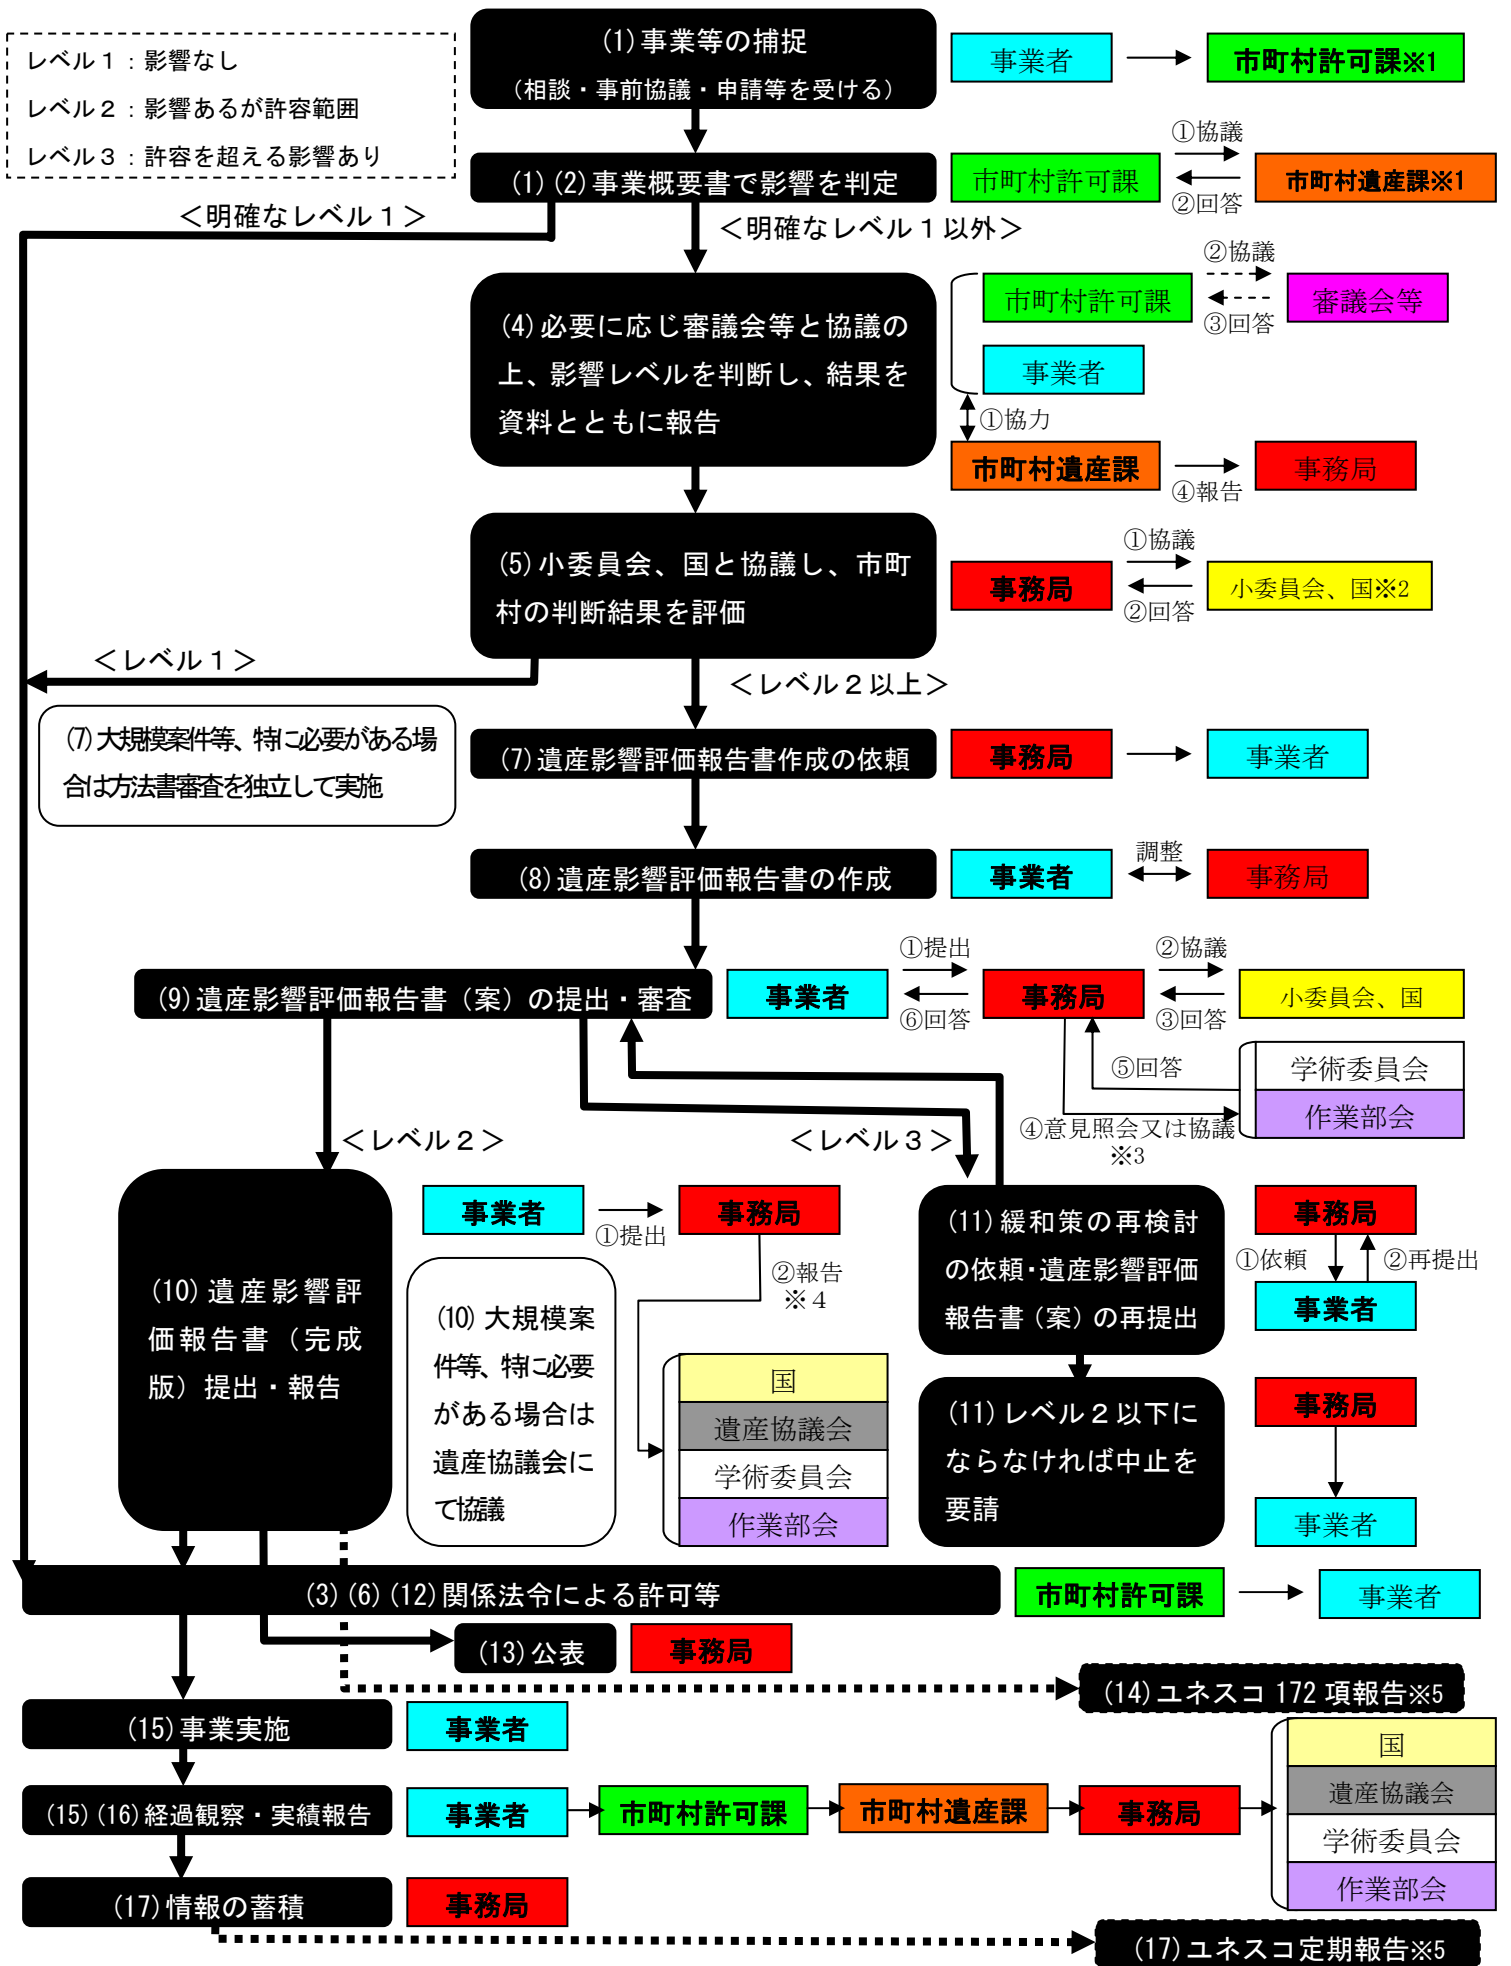 レベル１：影響なし
レベル２：影響あるが許容範囲
レベル３：許容を超える影響あり
(1)事業等の捕捉
(相談・事前協議・申請等を受ける)
事業者
市町村許可課※1
(1)(2)事業概要書で影響を判定
市町村許可課
①協議
②回答
市町村遺産課※1
＜明確なレベル１＞
＜明確なレベル１以外＞
(4)必要に応じ審議会等と協議の
上、影響レベルを判断し、結果を
資料とともに報告
市町村許可課
②協議
③回答
審議会等
事業者
①協力
市町村遺産課
④報告
事務局
(5)小委員会、国と協議し、市町
村の判断結果を評価
事務局
①協議
②回答
小委員会、国※2
＜レベル１＞
＜レベル２以上＞
(7)大規模案件等、特に必要がある場
合は方法書審査を独立して実施
(7)遺産影響評価報告書作成の依頼
事務局
事業者
(8)遺産影響評価報告書の作成
事業者
調整
事務局
(9)遺産影響評価報告書（案）の提出・審査
事業者
①提出
⑥回答
事務局
②協議
③回答
小委員会、国
⑤回答
学術委員会
作業部会
④意見照会又は協議
※3
＜レベル２＞
＜レベル３＞
(10)遺産影響評
価報告書（完成
版）提出・報告
事業者
①提出
事務局
②報告
※４
(10)大規模案
件等、特に必要
がある場合は
遺産協議会に
て協議
国
遺産協議会
学術委員会
作業部会
(11)緩和策の再検討
の依頼・遺産影響評価
報告書（案）の再提出
事務局
①依頼
②再提出
事業者
(11)レベル２以下に
ならなければ中止を
要請
事務局
事業者
(3)(6)(12)関係法令による許可等
市町村許可課
事業者
(13)公表
事務局
(14)ユネスコ172項報告※5
(15)事業実施
事業者
(15)(16)経過観察・実績報告
事業者
市町村許可課
市町村遺産課
事務局
国
遺産協議会
学術委員会
作業部会
(17)情報の蓄積
事務局
(17)ユネスコ定期報告※5